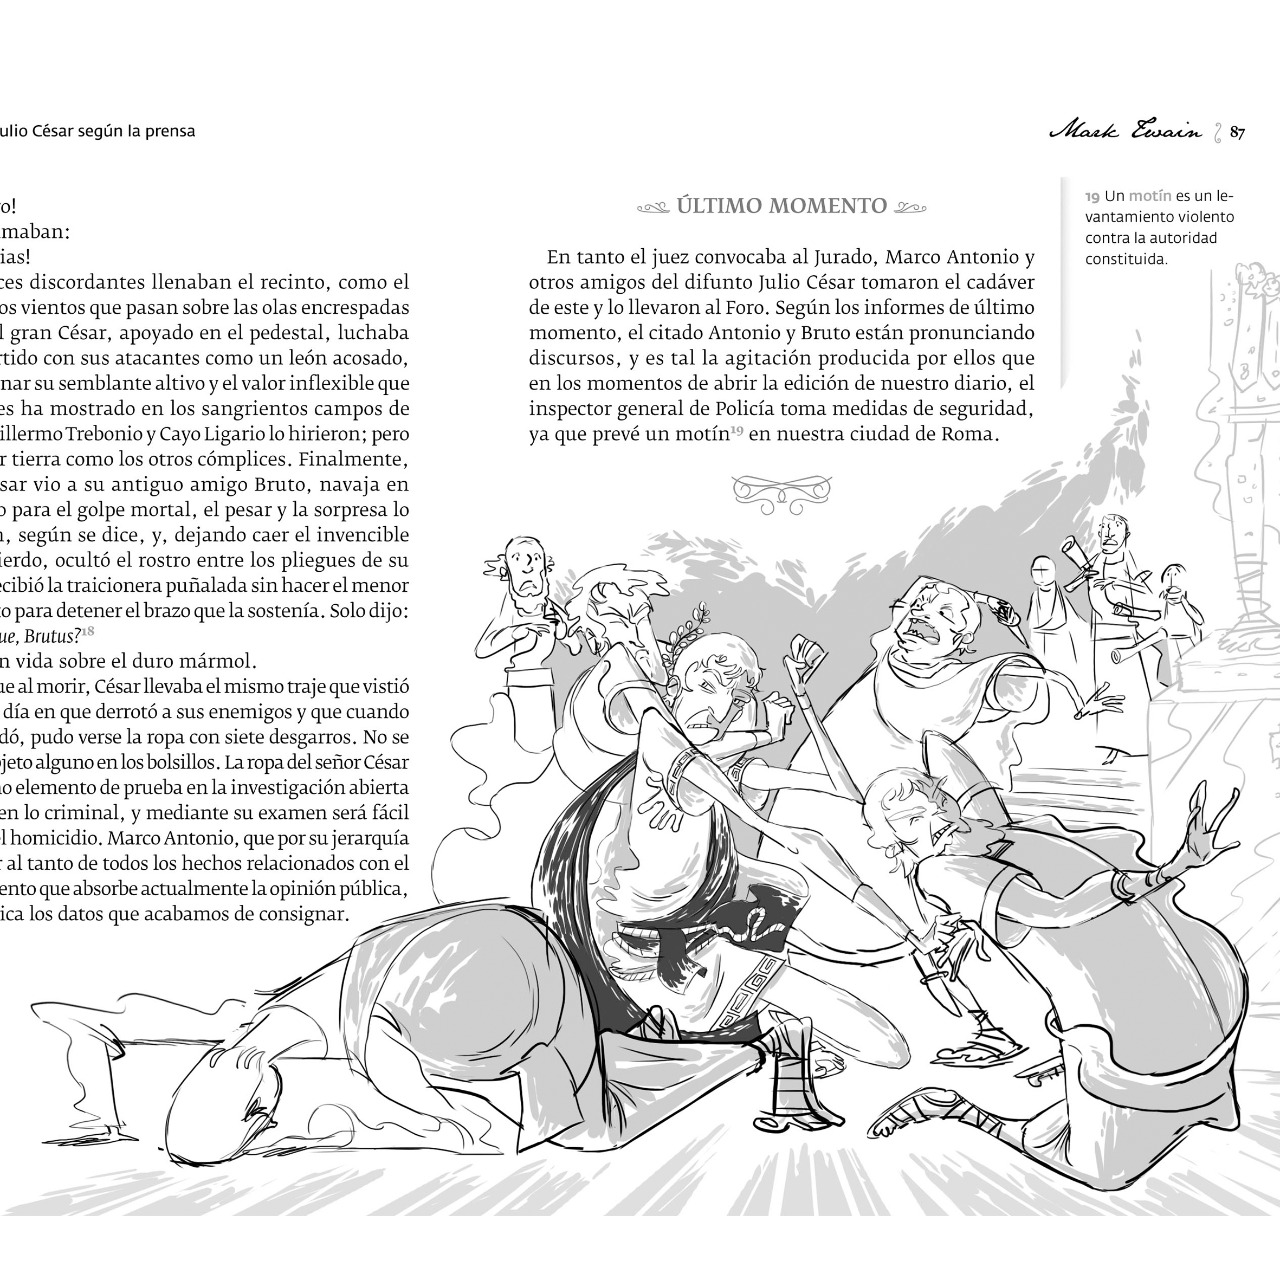 ulio César según la prensa
Mark Twain 87
yo!
maban:
ias!
ces discordantes llenaban el recinto, como el
os vientos que pasan sobre las olas encrespadas
l gran César, apoyado en el pedestal, luchaba
rtido con sus atacantes como un león acosado,
nar su semblante altivo y el valor inflexible que
es ha mostrado en los sangrientos campos de
illermo Trebonio y Cayo Ligario lo hirieron; pero
r tierra como los otros cómplices. Finalmente,
sar vio a su antiguo amigo Bruto, navaja en
o para el golpe mortal, el pesar y la sorpresa lo
n, según se dice, y, dejando caer el invencible
ierdo, ocultó el rostro entre los pliegues de su
ecibió la traicionera puñalada sin hacer el menor
to para detener el brazo que la sostenía. Solo dijo:
ue, Brutus?18
n vida sobre el duro mármol.
ue al morir, César llevaba el mismo traje que vistió
día en que derrotó a sus enemigos y que cuando
dó, pudo verse la ropa con siete desgarros. No se
jeto alguno en los bolsillos. La ropa del señor César
no elemento de prueba en la investigación abierta
en lo criminal, y mediante su examen será fácil
el homicidio. Marco Antonio, que por su jerarquía
r al tanto de todos los hechos relacionados con el
ento que absorbe actualmente la opinión pública,
ica los datos que acabamos de consignar.
ÚLTIMO MOMENTO
En tanto el juez convocaba al Jurado, Marco Antonio y
otros amigos del difunto Julio César tomaron el cadáver
de este y lo llevaron al Foro. Según los informes de último
momento, el citado Antonio y Bruto están pronunciando
discursos, y es tal la agitación producida por ellos que
en los momentos de abrir la edición de nuestro diario, el
inspector general de Policía toma medidas de seguridad,
ya que prevé un motín19 en nuestra ciudad de Roma.
19 Un motín es un le-
vantamiento violento
contra la autoridad
constituida.